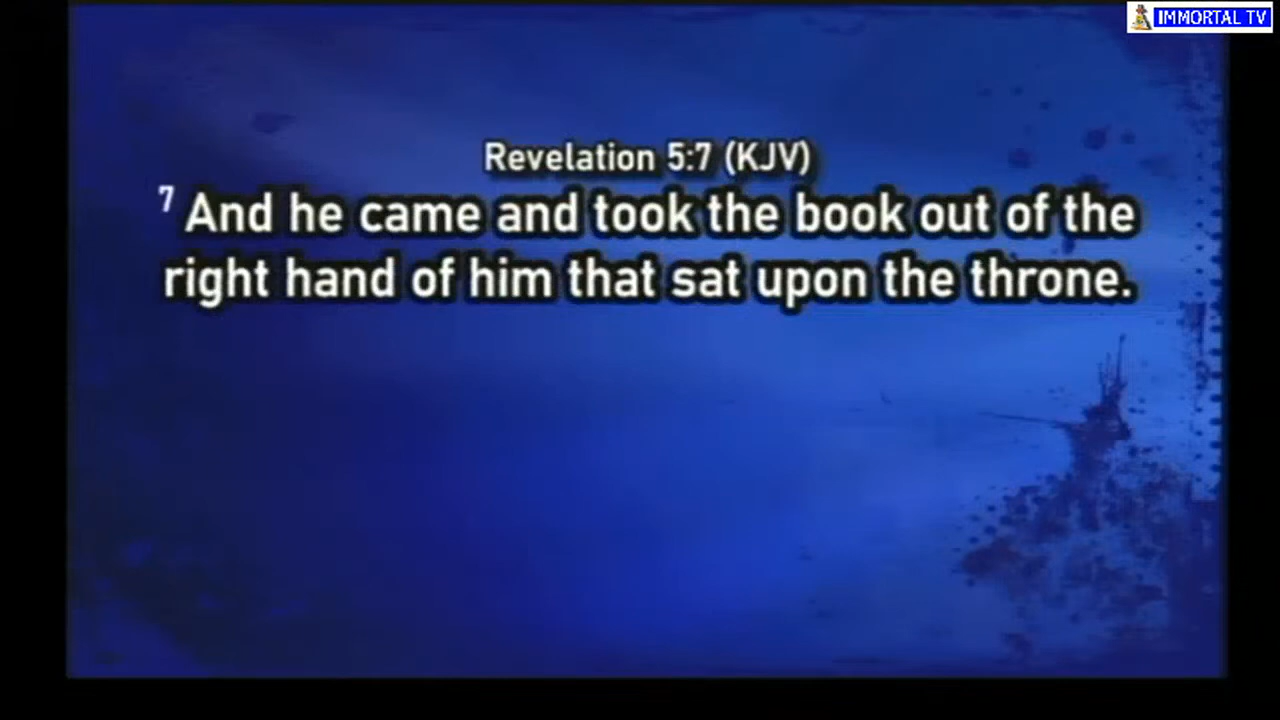 IMMORTAL TV
Revelation 5:7 (KJV)
7 And he came and took the book out of the
right hand of him that sat upon the throne.